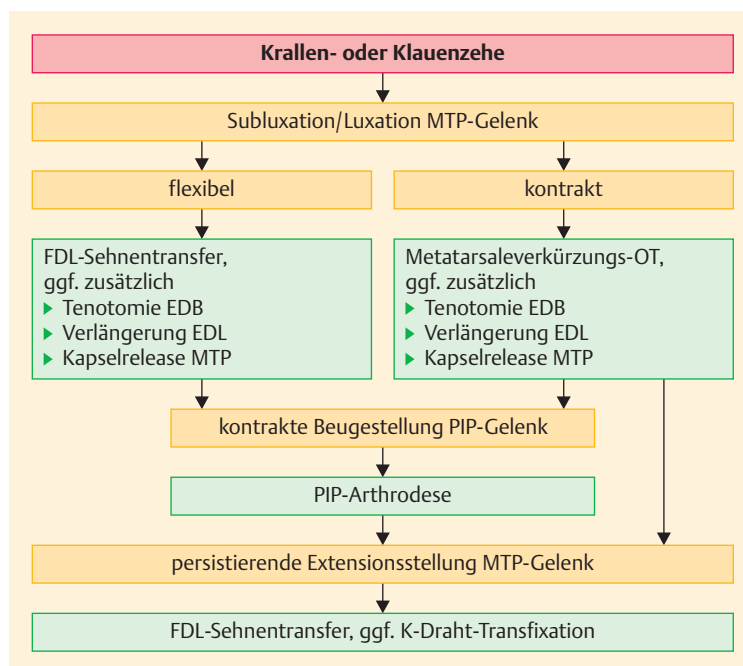 Krallen- oder Klauenzehe
Subluxation/Luxation MTP-Gelenk
flexibel
kontrakt
FDL-Sehnentransfer,
ggf. zusätzlich
▶ Tenotomie EDB
▶ Verlängerung EDL
▶ Kapselrelease MTP
Metatarsaleverkürzungs-OT,
ggf. zusätzlich
▶ Tenotomie EDB
▶ Verlängerung EDL
▶ Kapselrelease MTP
kontrakte Beugestellung PIP-Gelenk
PIP-Arthrodese
persistierende Extensionsstellung MTP-Gelenk
FDL-Sehnentransfer, ggf. K-Draht-Transfixation